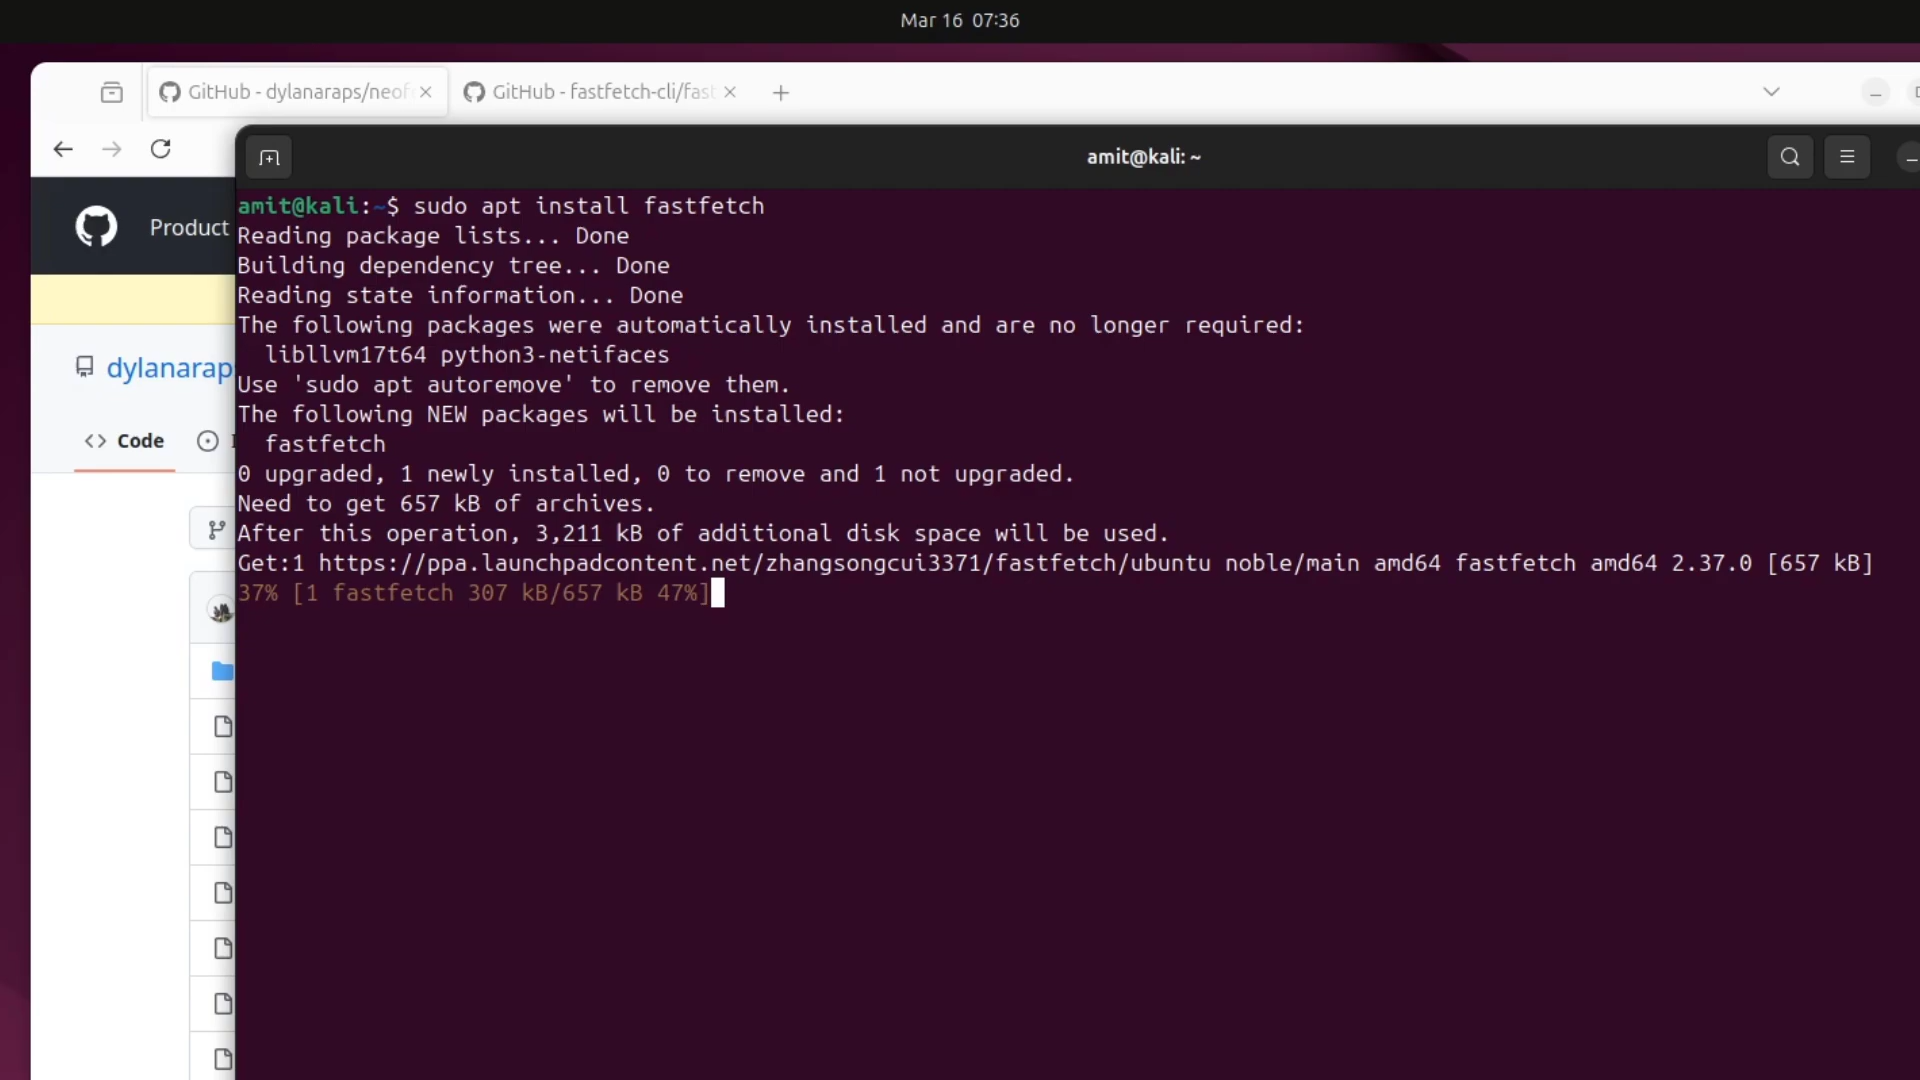 Mar 16 07:36
GitHub - dylanaraps/neof
GitHub - fastfetch-cli/fast
amit@kali: ~
Product
dylanarap
Code
amit@kali:~$ sudo apt install fastfetch
Reading package lists... Done
Building dependency tree... Done
Reading state information... Done
The following packages were automatically installed and are no longer required:
libllvm17t64 python3-netifaces
Use 'sudo apt autoremove' to remove them.
The following NEW packages will be installed:
fastfetch
0 upgraded, 1 newly installed, 0 to remove and 1 not upgraded.
Need to get 657 kB of archives.
After this operation, 3,211 kB of additional disk space will be used.
Get:1 https://ppa.launchpadcontent.net/zhangsongcui3371/fastfetch/ubuntu noble/main amd64 fastfetch amd64 2.37.0 [657 kB]
37% [1 fastfetch 307 kB/657 kB 47%]